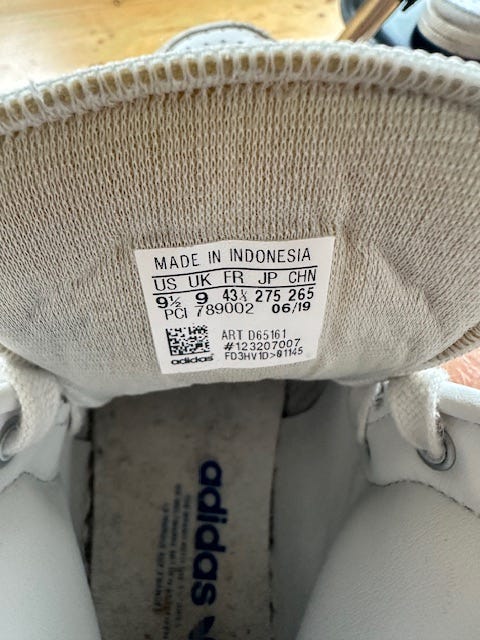 MADE IN INDONESIA
US UK FR JP CHN
9½ 9 43⅓ 275 265
PCI 789002 06/19
ART D65161
#123207007
FD3HV1D>01145
adidas
adidas